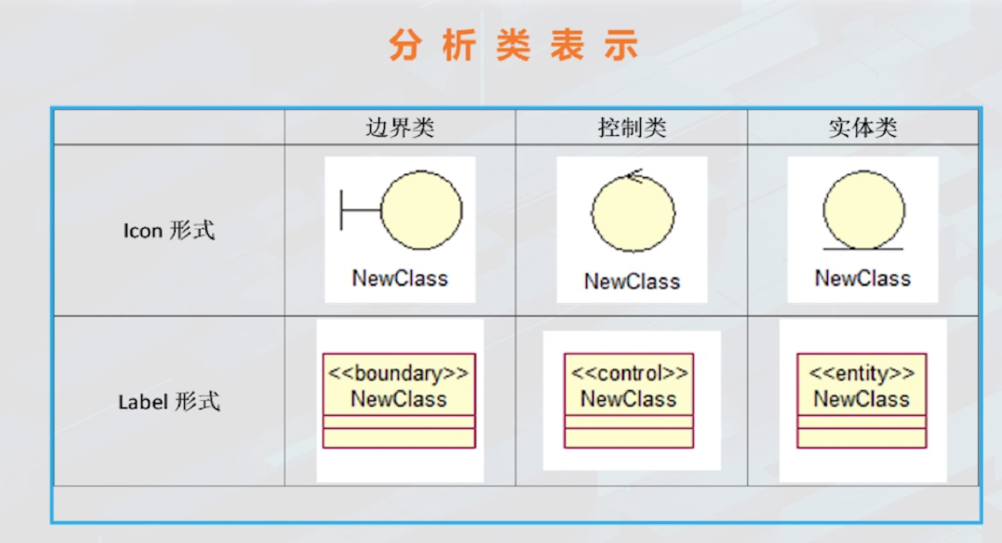 分析类表示
边界类 控制类 实体类
Icon 形式
NewClass NewClass NewClass
Label 形式
<<boundary>> <<control>> <<entity>>
NewClass NewClass NewClass